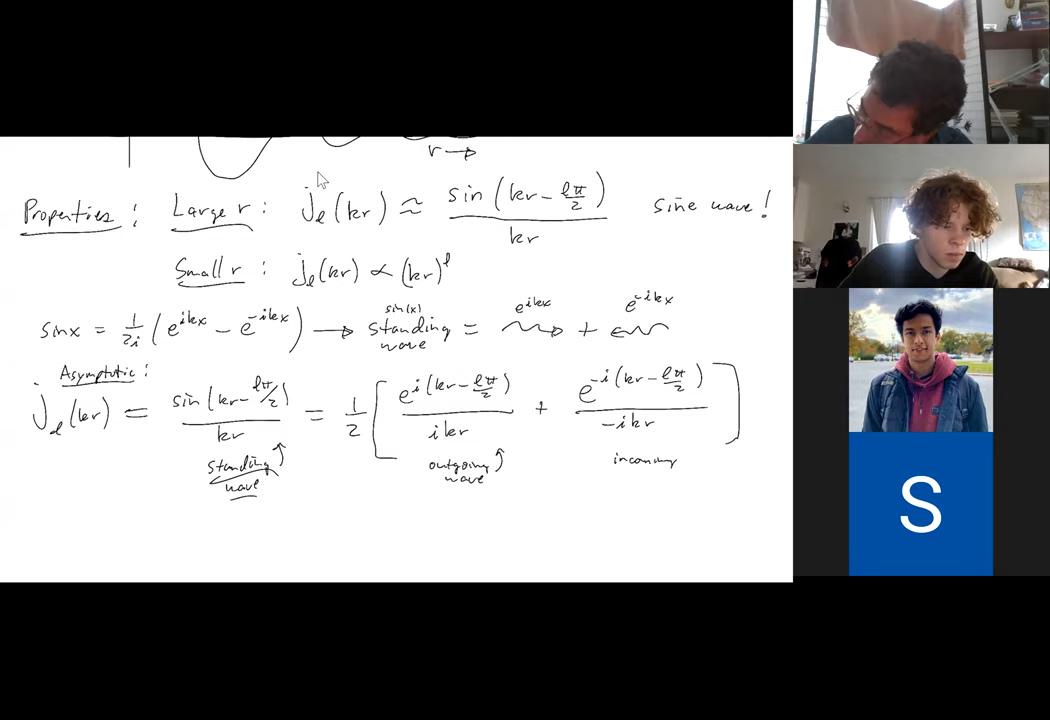 r →
Properties : Large r : j_ℓ(kr) ≈ sin(kr - ℓπ/2) / kr sine wave!
Small r : j_ℓ(kr) ∝ (kr)^ℓ
sinx = 1/2i (e^{ikx} - e^{-ikx}) → sin(x) standing wave = e^{ikx} + e^{-ikx}
Asymptotic :
j_ℓ(kr) = sin(kr - ℓπ/2) / kr = 1/2 [ e^{i(kr - ℓπ/2)} / ikr + e^{-i(kr - ℓπ/2)} / -ikr ]
standing wave ↑ outgoing wave ↑ incoming
S